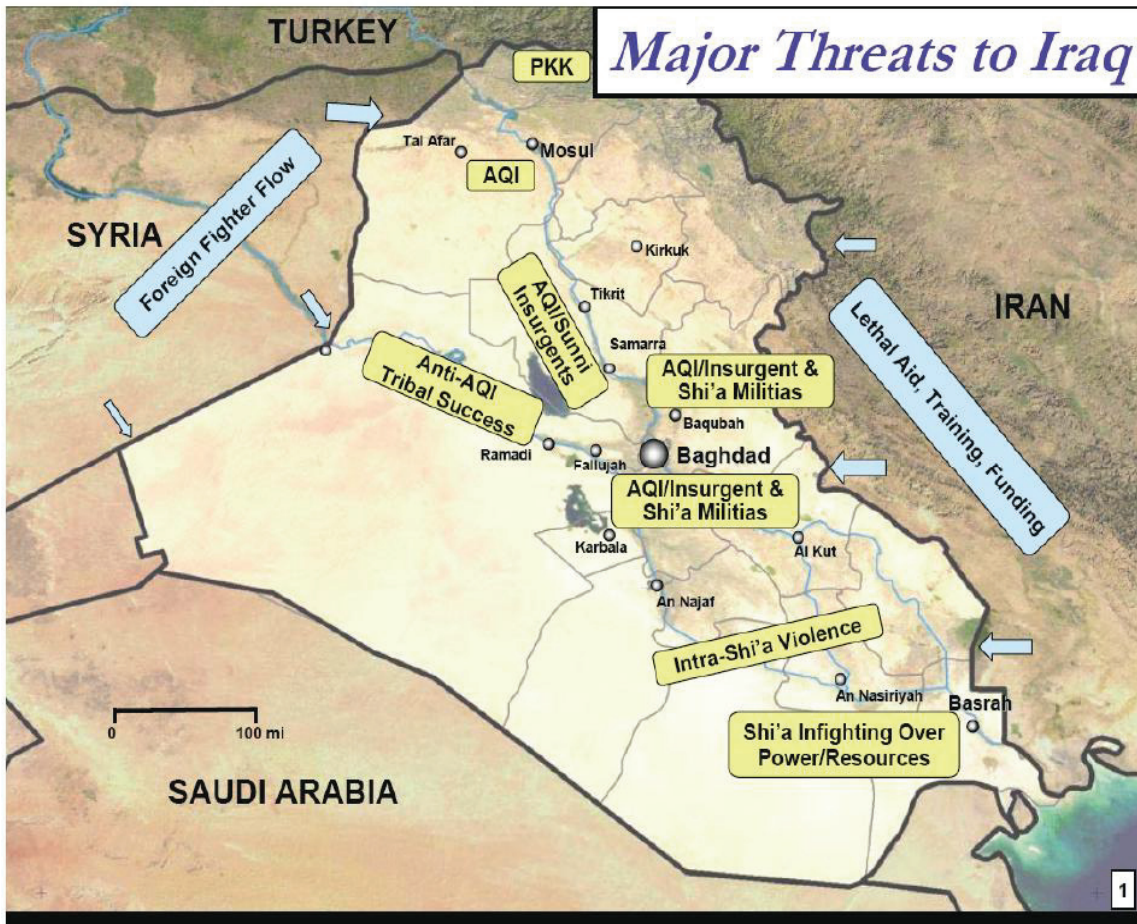 Major Threats to Iraq
TURKEY
PKK
Tal Afar
Mosul
AQI
Foreign Fighter Flow
SYRIA
Kirkuk
IRAN
Tikrit
AQI/Sunni
Insurgents
Samarra
Lethal Aid, Training, Funding
Anti-AQI
Tribal Success
AQI/Insurgent &
Shi'a Militias
Baqubah
Ramadi
Fallujah
Baghdad
AQI/Insurgent &
Shi'a Militias
Karbala
Al Kut
An Najaf
Intra-Shi'a Violence
An Nasiriyah
Basrah
0 100 mi
Shi'a Infighting Over
Power/Resources
SAUDI ARABIA
1